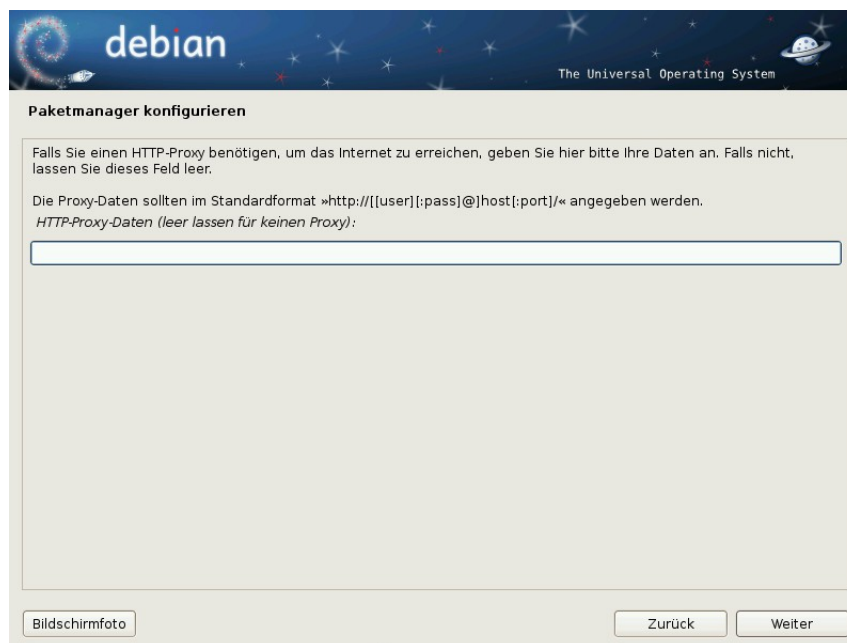 debian
The Universal Operating System
Paketmanager konfigurieren
Falls Sie einen HTTP-Proxy benötigen, um das Internet zu erreichen, geben Sie hier bitte Ihre Daten an. Falls nicht,
lassen Sie dieses Feld leer.
Die Proxy-Daten sollten im Standardformat »http://[[user][:pass]@]host[:port]/« angegeben werden.
HTTP-Proxy-Daten (leer lassen für keinen Proxy):
Bildschirmfoto
Zurück
Weiter